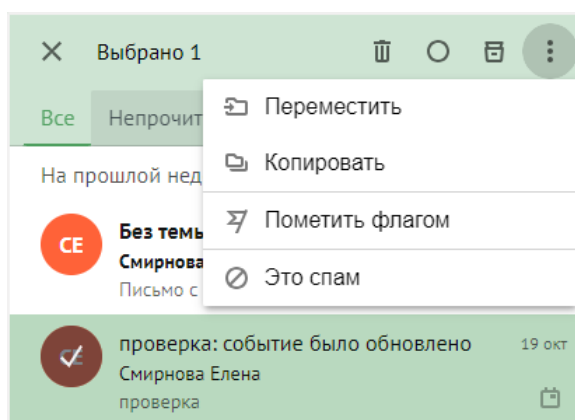 Выбрано 1
Все Непрочит
Переместить
На прошлой нед
Копировать
СЕ
Без темы
Пометить флагом
Смирнова
Письмо с
Это спам
проверка: событие было обновлено 19 окт
Смирнова Елена
проверка